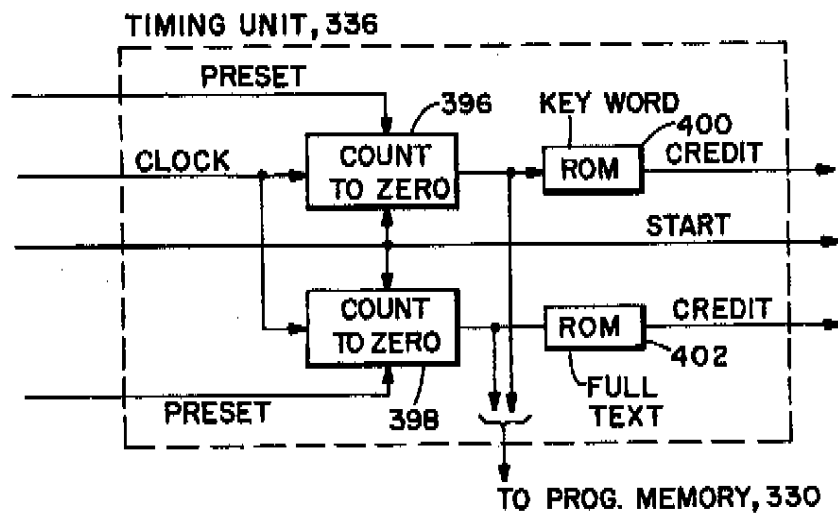 TIMING UNIT, 336
PRESET
396
KEY WORD
400
CLOCK
COUNT
TO ZERO
ROM
CREDIT
START
COUNT
TO ZERO
ROM
CREDIT
402
PRESET
398
FULL
TEXT
TO PROG. MEMORY, 330